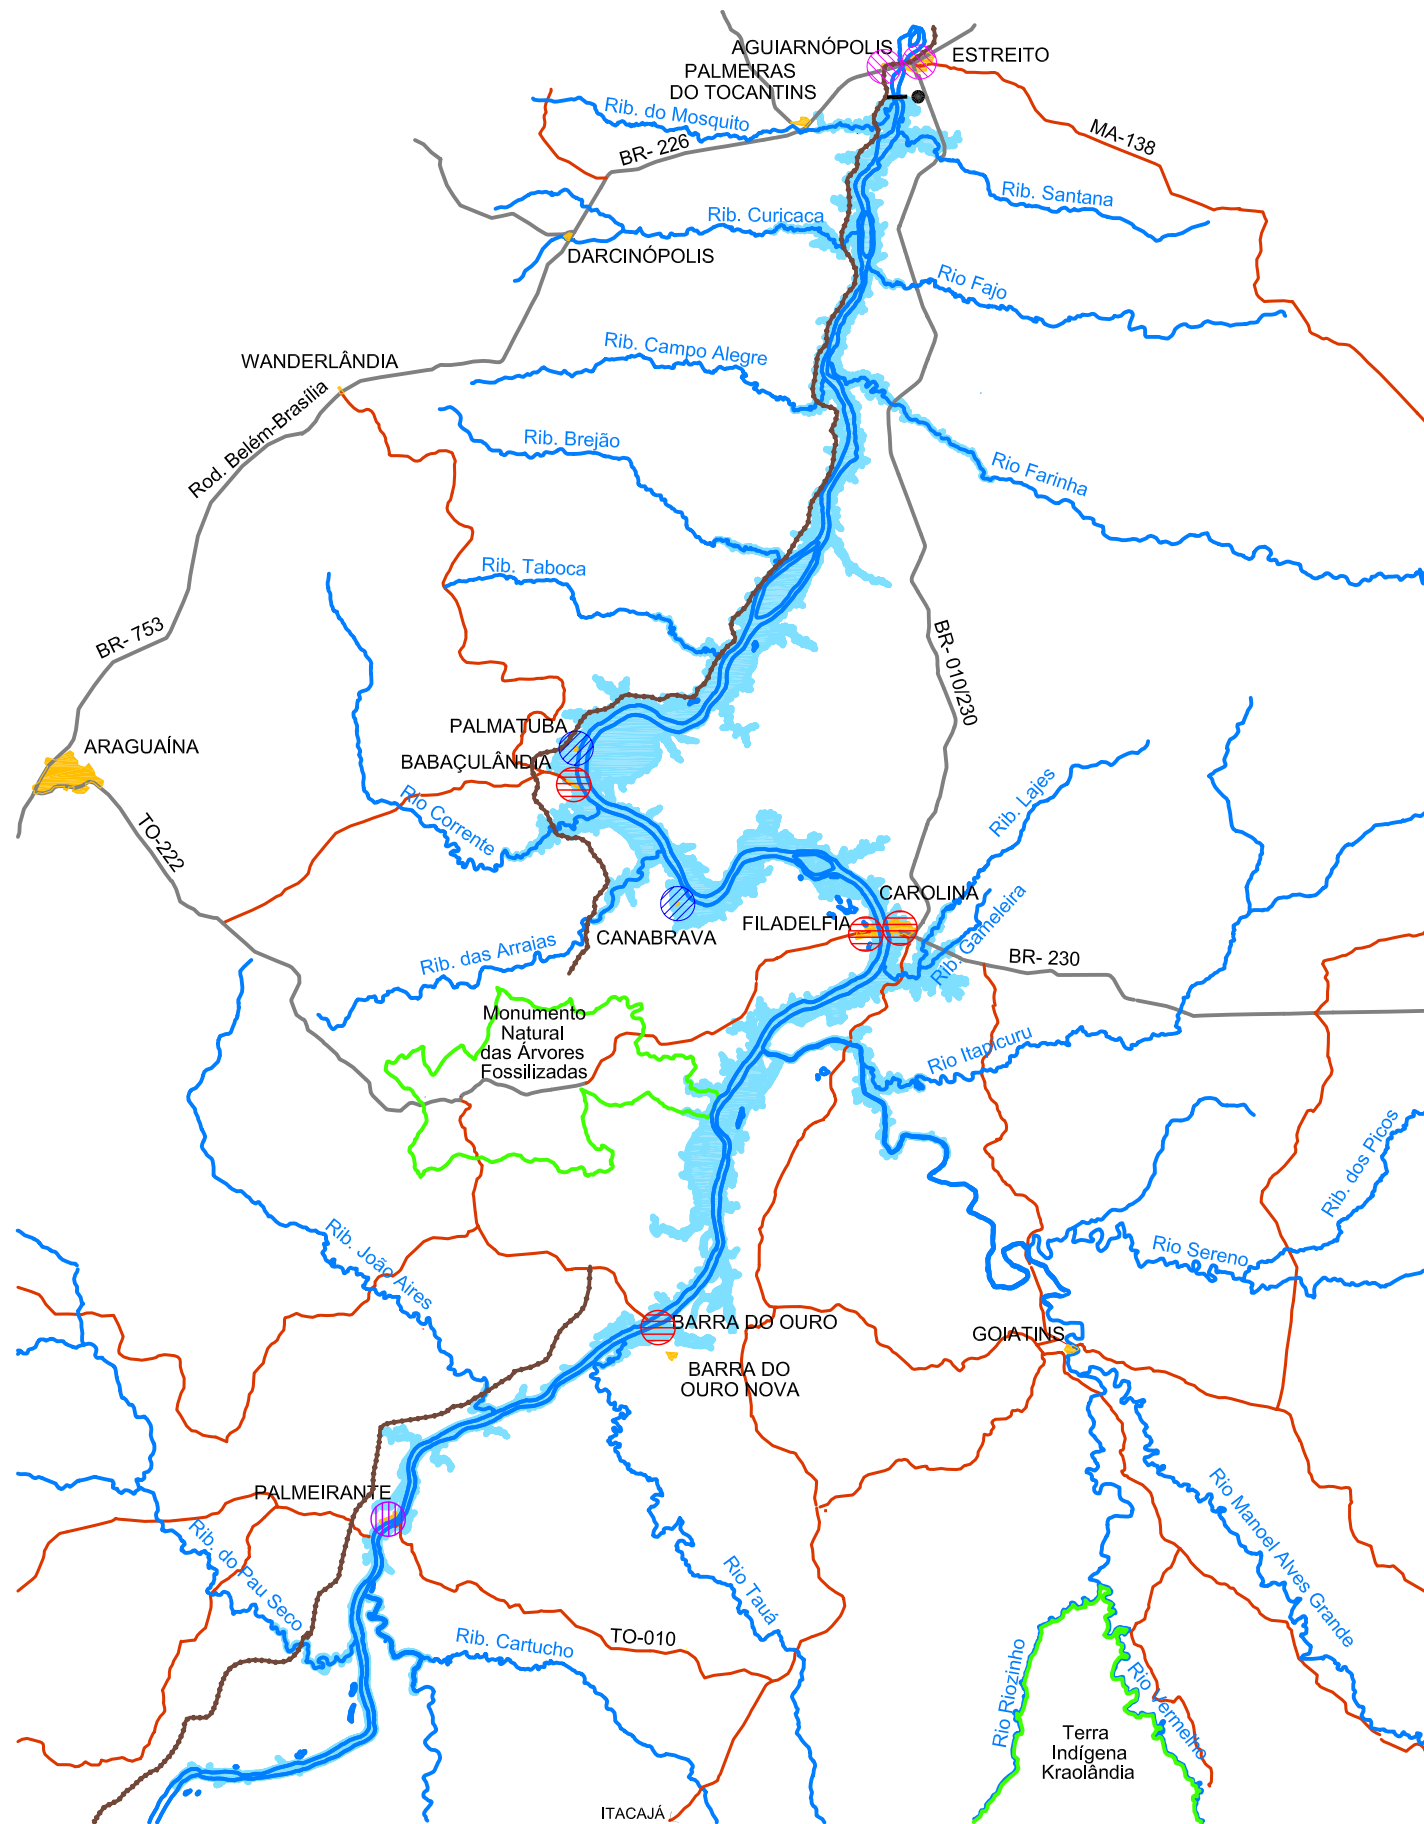 AGUIARNÓPOLIS
ESTREITO
PALMEIRAS
DO TOCANTINS
Rib. do Mosquito
MA-138
BR- 226
Rib. Santana
Rib. Curicaca
DARCINÓPOLIS
Rio Fajo
Rib. Campo Alegre
WANDERLÂNDIA
Rod. Belém-Brasília
Rib. Brejão
Rio Farinha
Rib. Taboca
BR- 753
BR- 010/230
PALMATUBA
ARAGUAÍNA
BABAÇULÂNDIA
Rio Corrente
Rib. Lajes
TO-222
CAROLINA
FILADELFIA
CANABRAVA
Rib. Gameleira
Rib. das Arraias
BR- 230
Monumento
Natural
das Árvores
Fossilizadas
Rio Itapicuru
Rib. dos Picos
Rib. João Aires
Rio Sereno
BARRA DO OURO
GOIATINS
BARRA DO
OURO NOVA
PALMEIRANTE
Rio Manoel Alves Grande
Rib. do Pau Seco
Rio Tauá
TO-010
Rib. Cartucho
Rio Riozinho
Rio Vermelho
Terra
Indígena
Kraolândia
ITACAJÁ